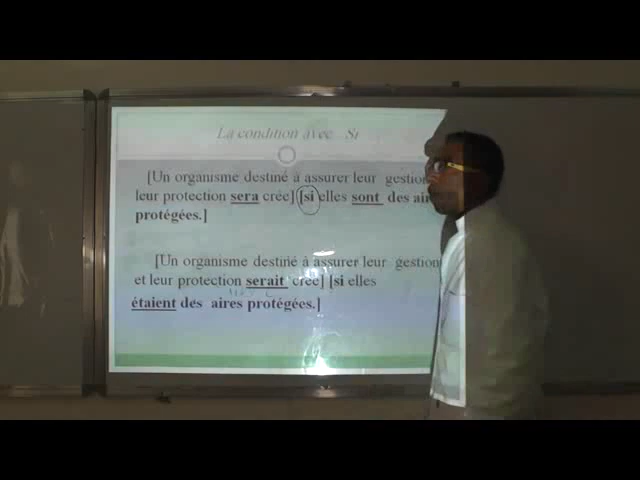 La condition avec Si
[Un organisme destiné à assurer leur gestion
leur protection sera crée] [si elles sont des
protégées.]
[Un organisme destiné à assurer leur gestion
et leur protection serait crée] [si elles
étaient des aires protégées.]